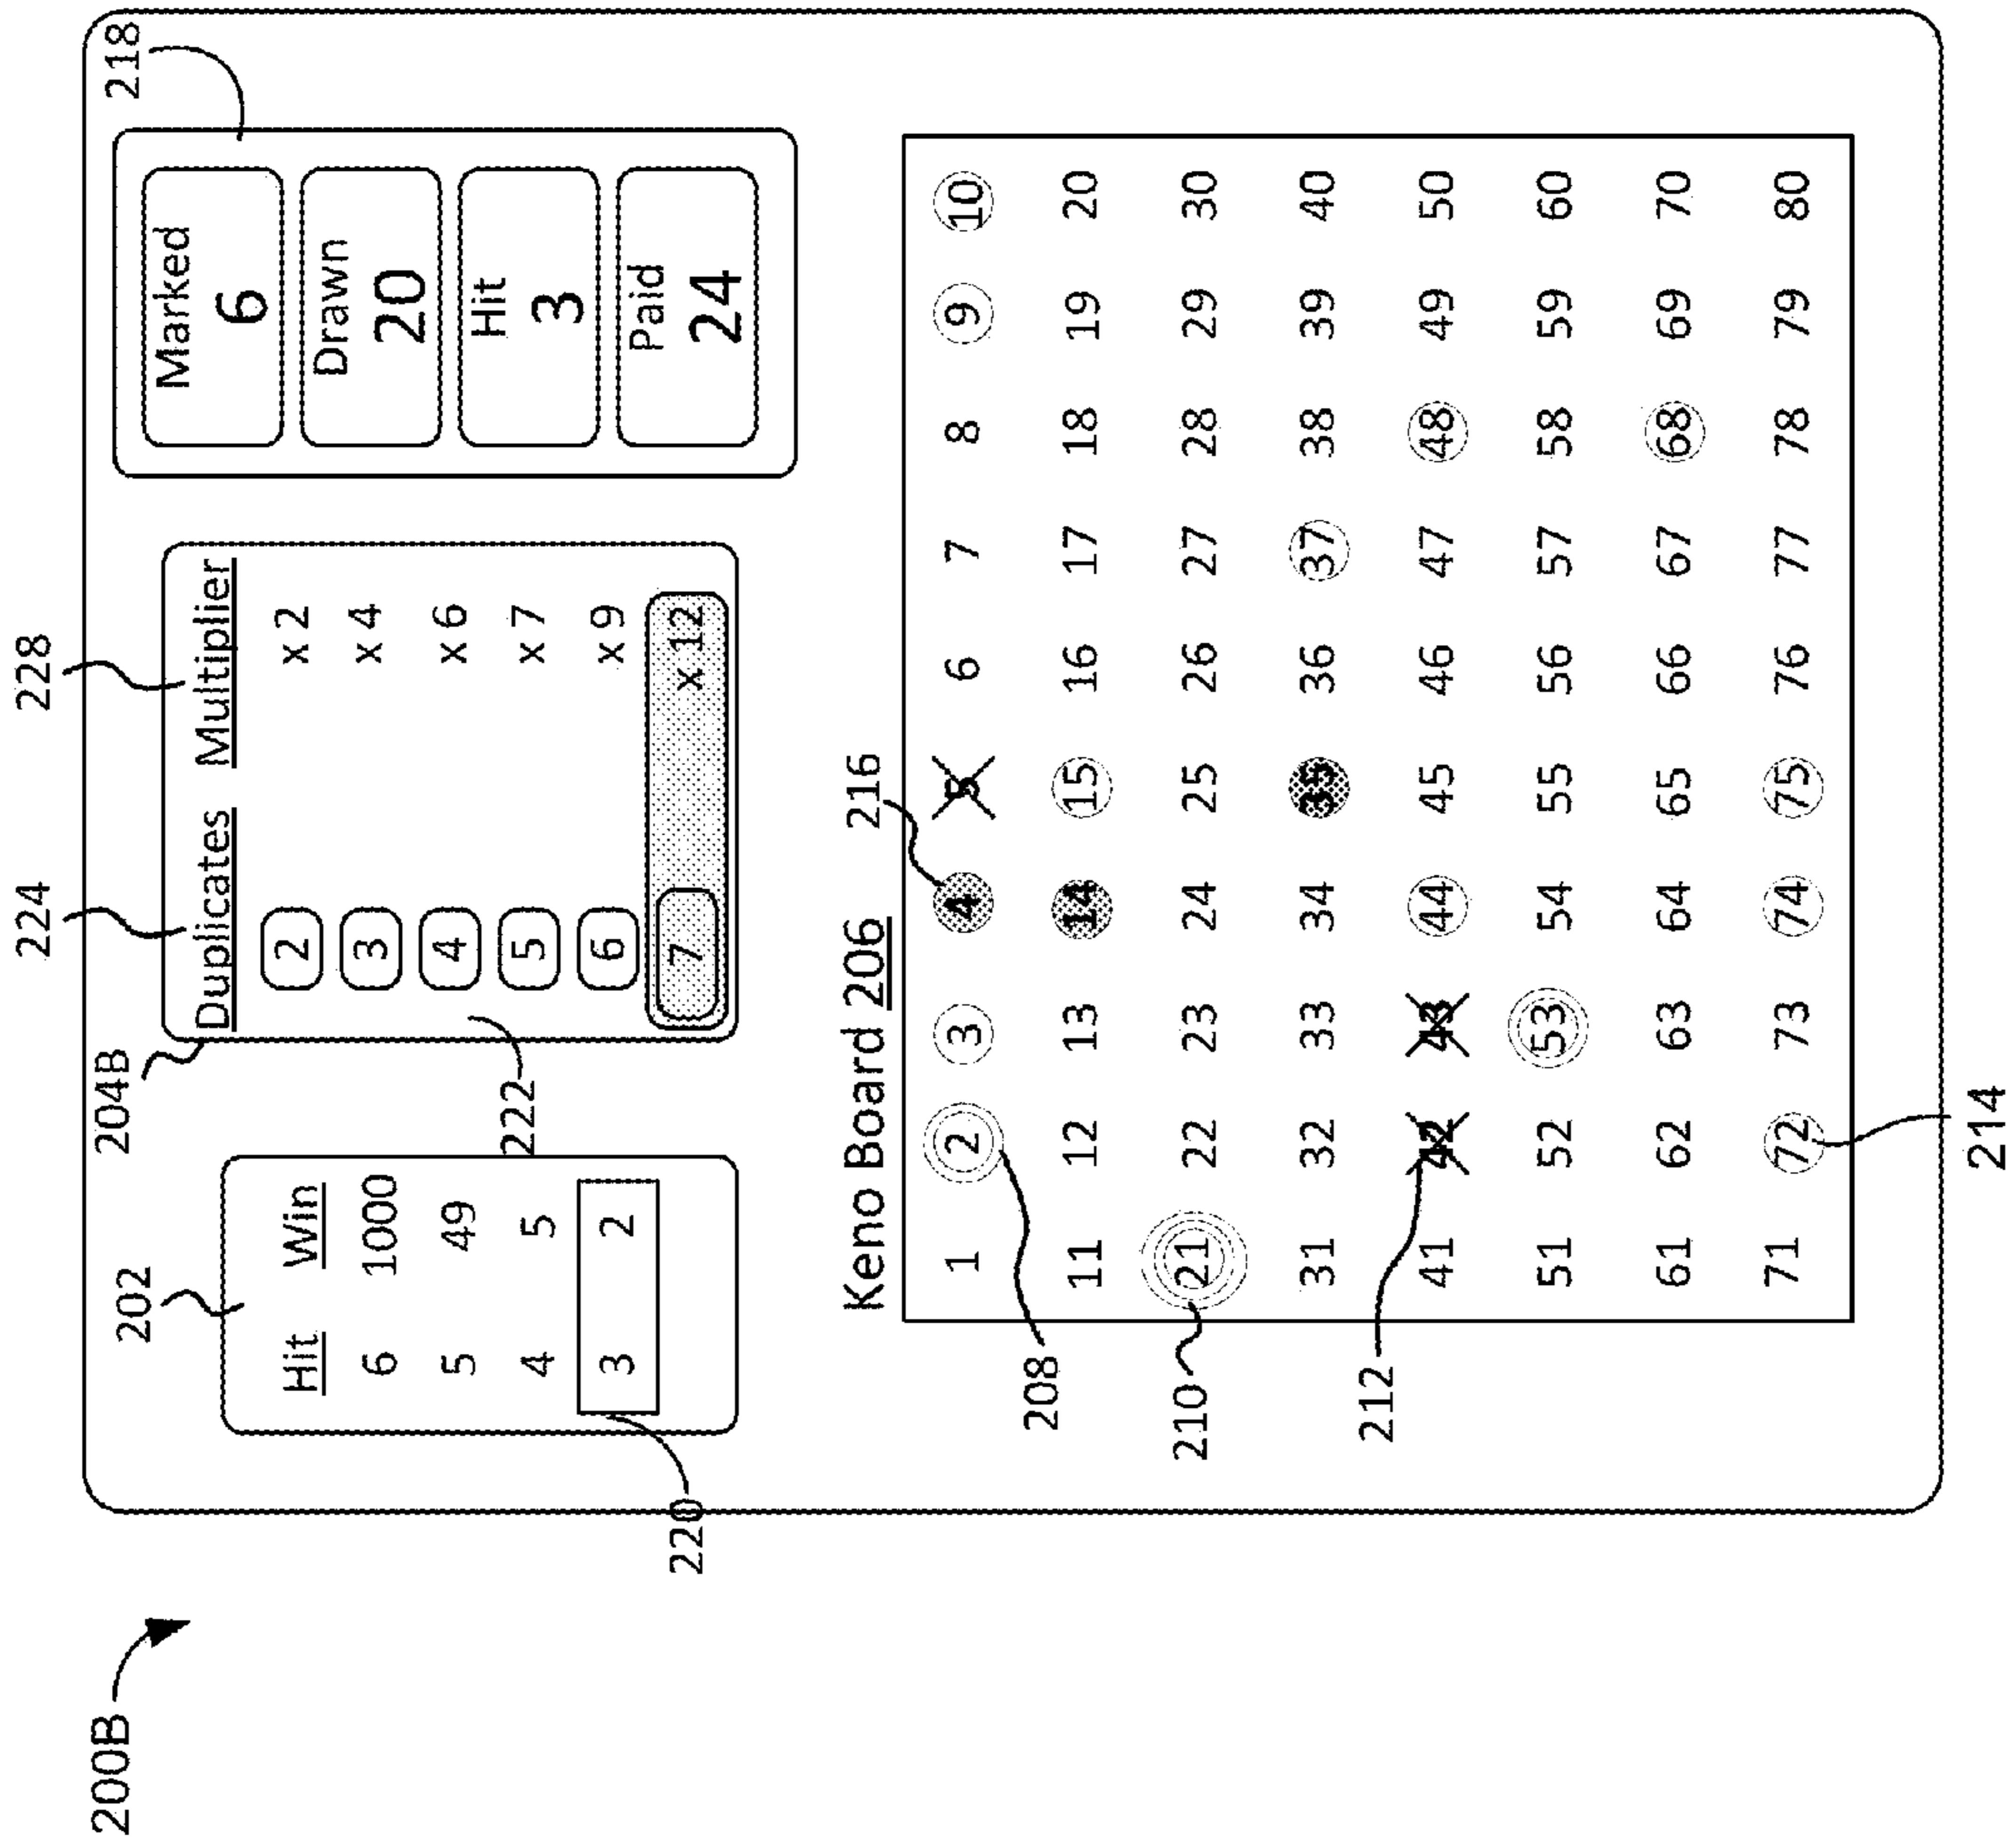 200B
202
Hit Win
6 1000
5 49
4 5
3 2
220
204B
224
228
Duplicates Multiplier
2 x 2
3 x 4
4 x 6
5 x 7
6 x 9
7 x 12
222
218
Marked
6
Drawn
20
Hit
3
Paid
24
Keno Board 206
216
1 2 3 4 5 6 7 8 9 10
11 12 13 14 15 16 17 18 19 20
21 22 23 24 25 26 27 28 29 30
31 32 33 34 35 36 37 38 39 40
41 42 43 44 45 46 47 48 49 50
51 52 53 54 55 56 57 58 59 60
61 62 63 64 65 66 67 68 69 70
71 72 73 74 75 76 77 78 79 80
208
210
212
214